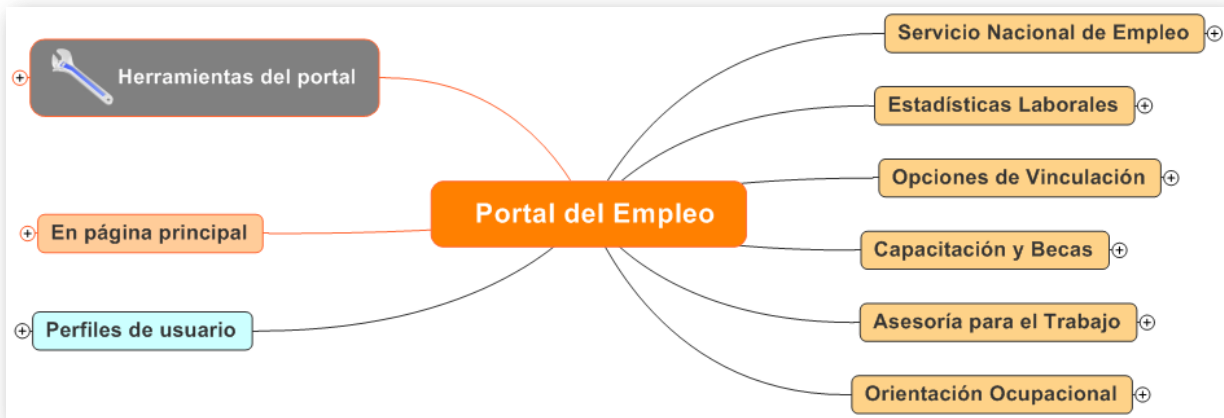 Herramientas del portal
En página principal
Perfiles de usuario
Portal del Empleo
Servicio Nacional de Empleo
Estadísticas Laborales
Opciones de Vinculación
Capacitación y Becas
Asesoría para el Trabajo
Orientación Ocupacional